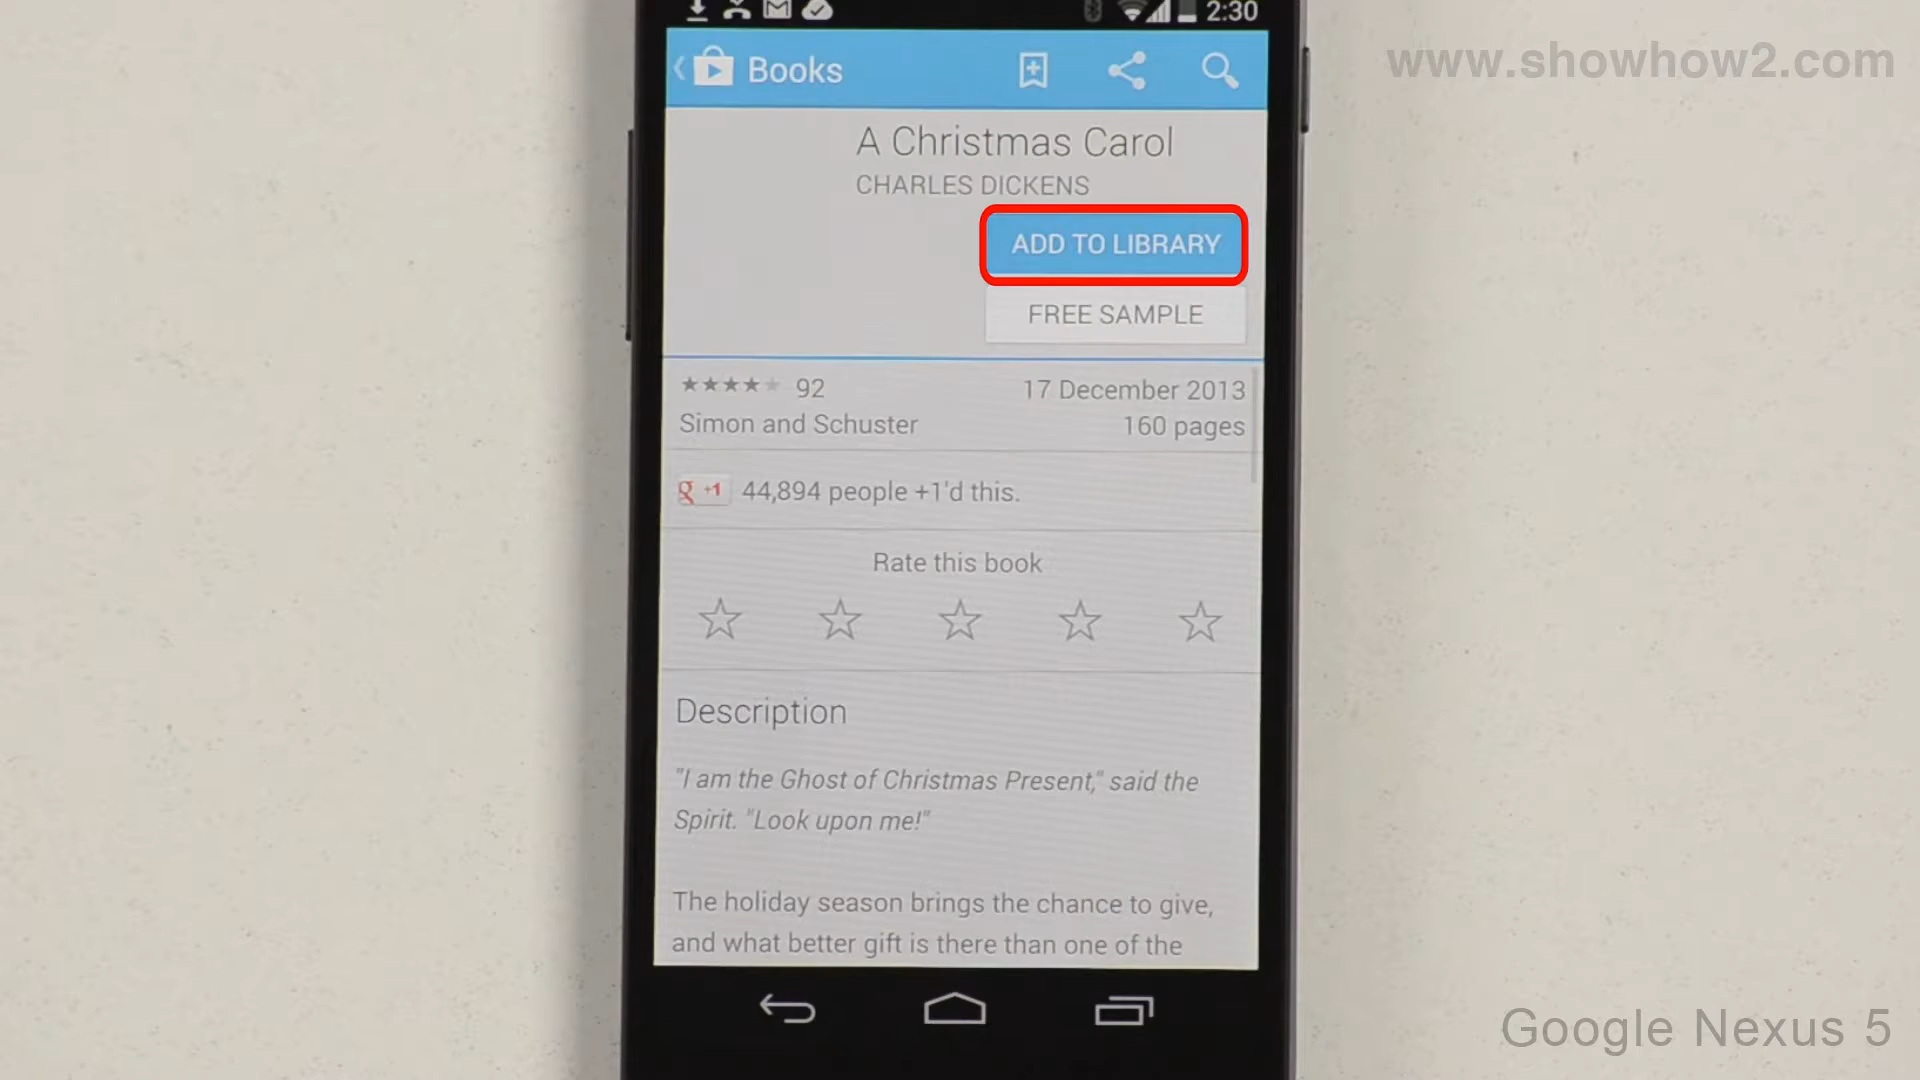 2:30
www.showhow2.com
Books
A Christmas Carol
CHARLES DICKENS
ADD TO LIBRARY
FREE SAMPLE
92
17 December 2013
Simon and Schuster
160 pages
g +1 44,894 people +1'd this.
Rate this book
Description
"I am the Ghost of Christmas Present," said the
Spirit. "Look upon me!"
The holiday season brings the chance to give,
and what better gift is there than one of the
Google Nexus 5